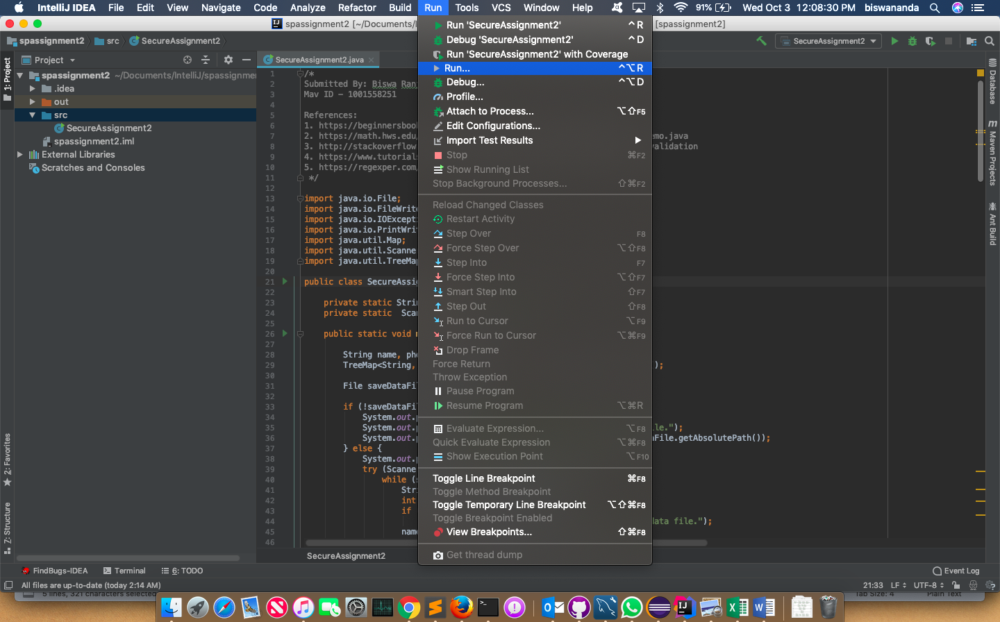 IntelliJ IDEA File Edit View Navigate Code Analyze Refactor Build Run Tools VCS Window Help 91% Wed Oct 3 12:08:30 PM biswananda
spassignment2 [~/Documents/I [spassignment2]
spassignment2 src SecureAssignment2 SecureAssignment2
Project SecureAssignment2.java
spassignment2 ~/Documents/IntelliJ/spassignmen
.idea
out
src
SecureAssignment2
spassignment2.iml
External Libraries
Scratches and Consoles
1: Project
2: Favorites
Z: Structure
1 /*
2 Submitted By: Biswa Ran
3 Mav ID - 1001558251
4
5 References:
6 1. https://beginnersboo
7 2. https://math.hws.edu, emo.java
8 3. http://stackoverflow alidation
9 4. https://www.tutorial
10 5. https://regexper.com
11 */
12
13 import java.io.File;
14 import java.io.FileWrit
15 import java.io.IOExcepti
16 import java.io.PrintWri
17 import java.util.Map;
18 import java.util.Scanne
19 import java.util.TreeMap
20
21 public class SecureAssi
22
23 private static Strin
24 private static Scan
25
26 public static void
27
28 String name, pho
29 TreeMap<String, );
30
31 File saveDataFi
32
33 if (!saveDataFi
34 System.out.
35 System.out. le.");
36 System.out. File.getAbsolutePath());
37 } else {
38 System.out.
39 try (Scanne
40 while (
41 Str
42 int
43 if
44 data file.");
45 name
46
Run 'SecureAssignment2' ^R
Debug 'SecureAssignment2' ^D
Run 'SecureAssignment2' with Coverage
Run... ^⌥R
Debug... ^⌥D
Profile...
Attach to Process... ⌥⇧F5
Edit Configurations...
Import Test Results
Stop ⌘F2
Show Running List
Stop Background Processes... ⇧⌘F2
Reload Changed Classes
Restart Activity
Step Over F8
Force Step Over ⌥⇧F8
Step Into F7
Force Step Into ⌥⇧F7
Smart Step Into ⇧F7
Step Out ⇧F8
Run to Cursor ⌥F9
Force Run to Cursor ⌥⌘F9
Drop Frame
Force Return
Throw Exception
Pause Program
Resume Program ⌥⌘R
Evaluate Expression... ⌥F8
Quick Evaluate Expression ⌥⌘F8
Show Execution Point ⌥F10
Toggle Line Breakpoint ⌘F8
Toggle Method Breakpoint
Toggle Temporary Line Breakpoint ⌥⇧⌘F8
Toggle Breakpoint Enabled
View Breakpoints... ⇧⌘F8
Get thread dump
Database
Maven Projects
Ant Build
SecureAssignment2
FindBugs-IDEA Terminal 6: TODO Event Log
All files are up-to-date (today 2:14 AM) 21:33 LF UTF-8
5 lines, 321 characters selected Tab Size: 4 Plain Text